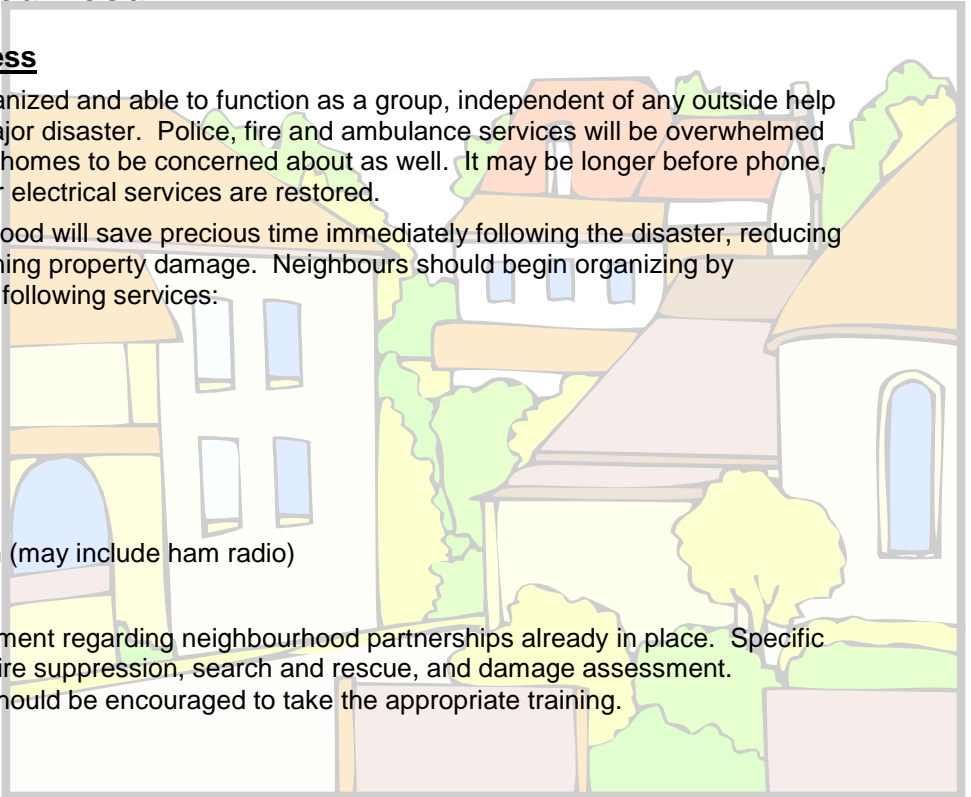 ess
anized and able to function as a group, independent of any outside help
ajor disaster. Police, fire and ambulance services will be overwhelmed
homes to be concerned about as well. It may be longer before phone,
r electrical services are restored.
ood will save precious time immediately following the disaster, reducing
ning property damage. Neighbours should begin organizing by
following services:
(may include ham radio)
ment regarding neighbourhood partnerships already in place. Specific
ire suppression, search and rescue, and damage assessment.
hould be encouraged to take the appropriate training.